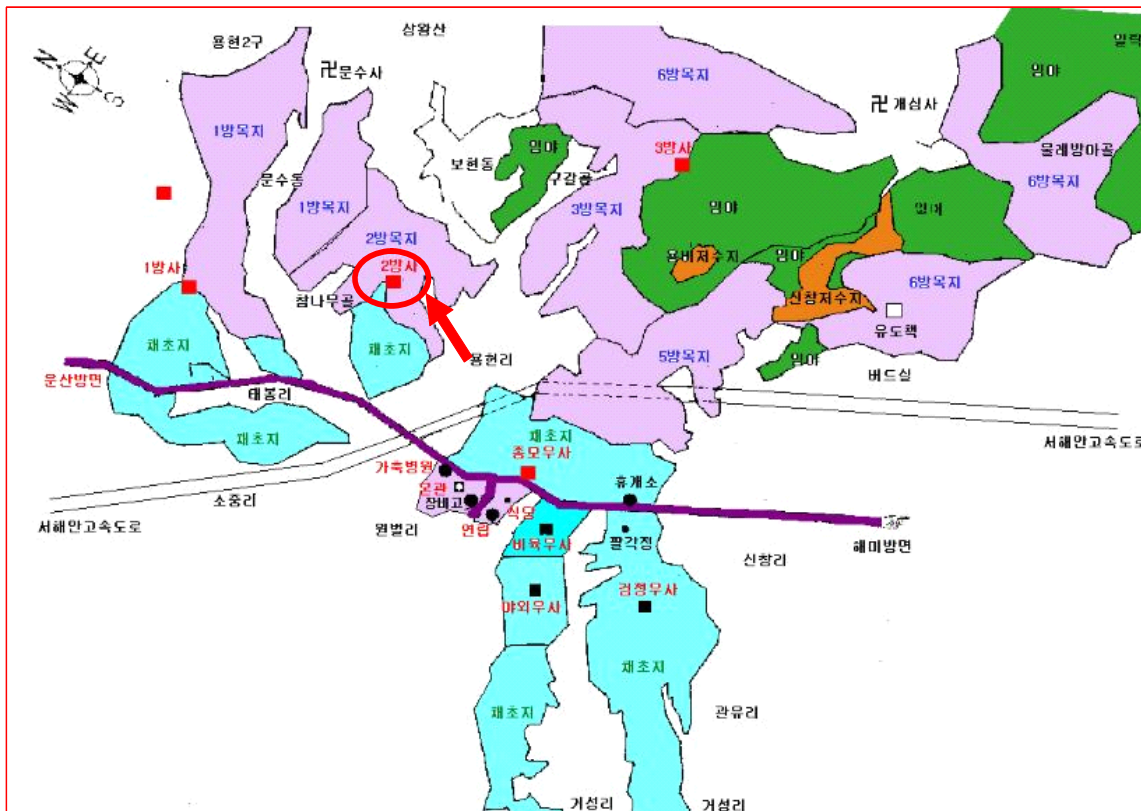 용현2구
삼왕산
N
E
W
S
卍문수사
6방목지
임야
일락
卍개심사
1방목지
보현동
임야
3방사
물레방마골
문수동
구갈골
6방목지
1방목지
3방목지
임야
임야
2방목지
1방사
2방사
용비저수지
임야
6방목지
참나무골
신창저수지
유도책
채초지
채초지
용현리
5방목지
임야
버드실
운산방면
태봉리
채초지
채초지
서해안고속도로
종모우사
가축병원
휴개소
소중리
온관
장비고
식당
서해안고속도로
원벌리
연립
비육우사
팔각정
해미방면
신창리
야외우사
검정우사
채초지
채초지
관유리
거성리
거성리